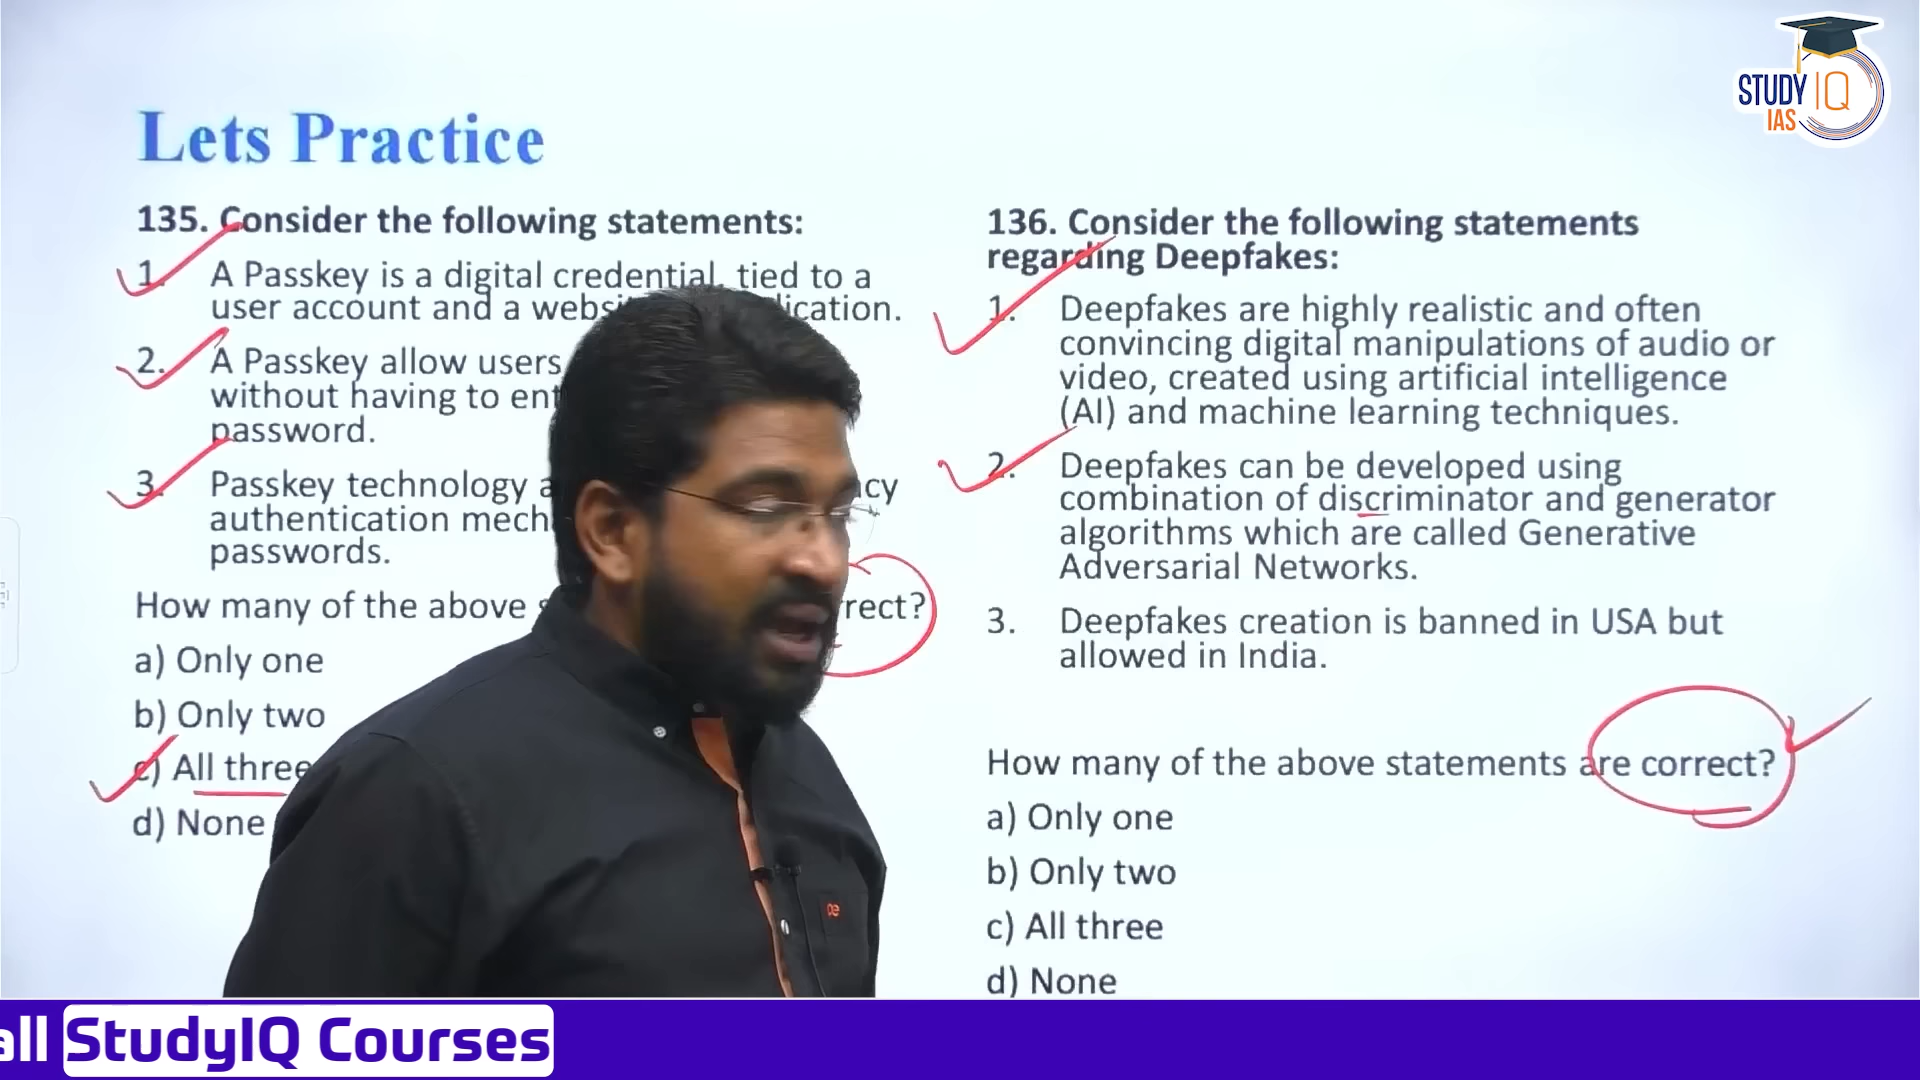 STUDY IQ
IAS
Lets Practice
135. Consider the following statements:
1. A Passkey is a digital credential, tied to a
user account and a
2. A Passkey allow users
without having to
password.
3. Passkey technology
authentication
passwords.
How many of the above
a) Only one
b) Only two
c) All three
d) None
136. Consider the following statements
regarding Deepfakes:
1. Deepfakes are highly realistic and often
convincing digital manipulations of audio or
video, created using artificial intelligence
(AI) and machine learning techniques.
2. Deepfakes can be developed using
combination of discriminator and generator
algorithms which are called Generative
Adversarial Networks.
3. Deepfakes creation is banned in USA but
allowed in India.
How many of the above statements are correct?
a) Only one
b) Only two
c) All three
d) None
all StudyIQ Courses